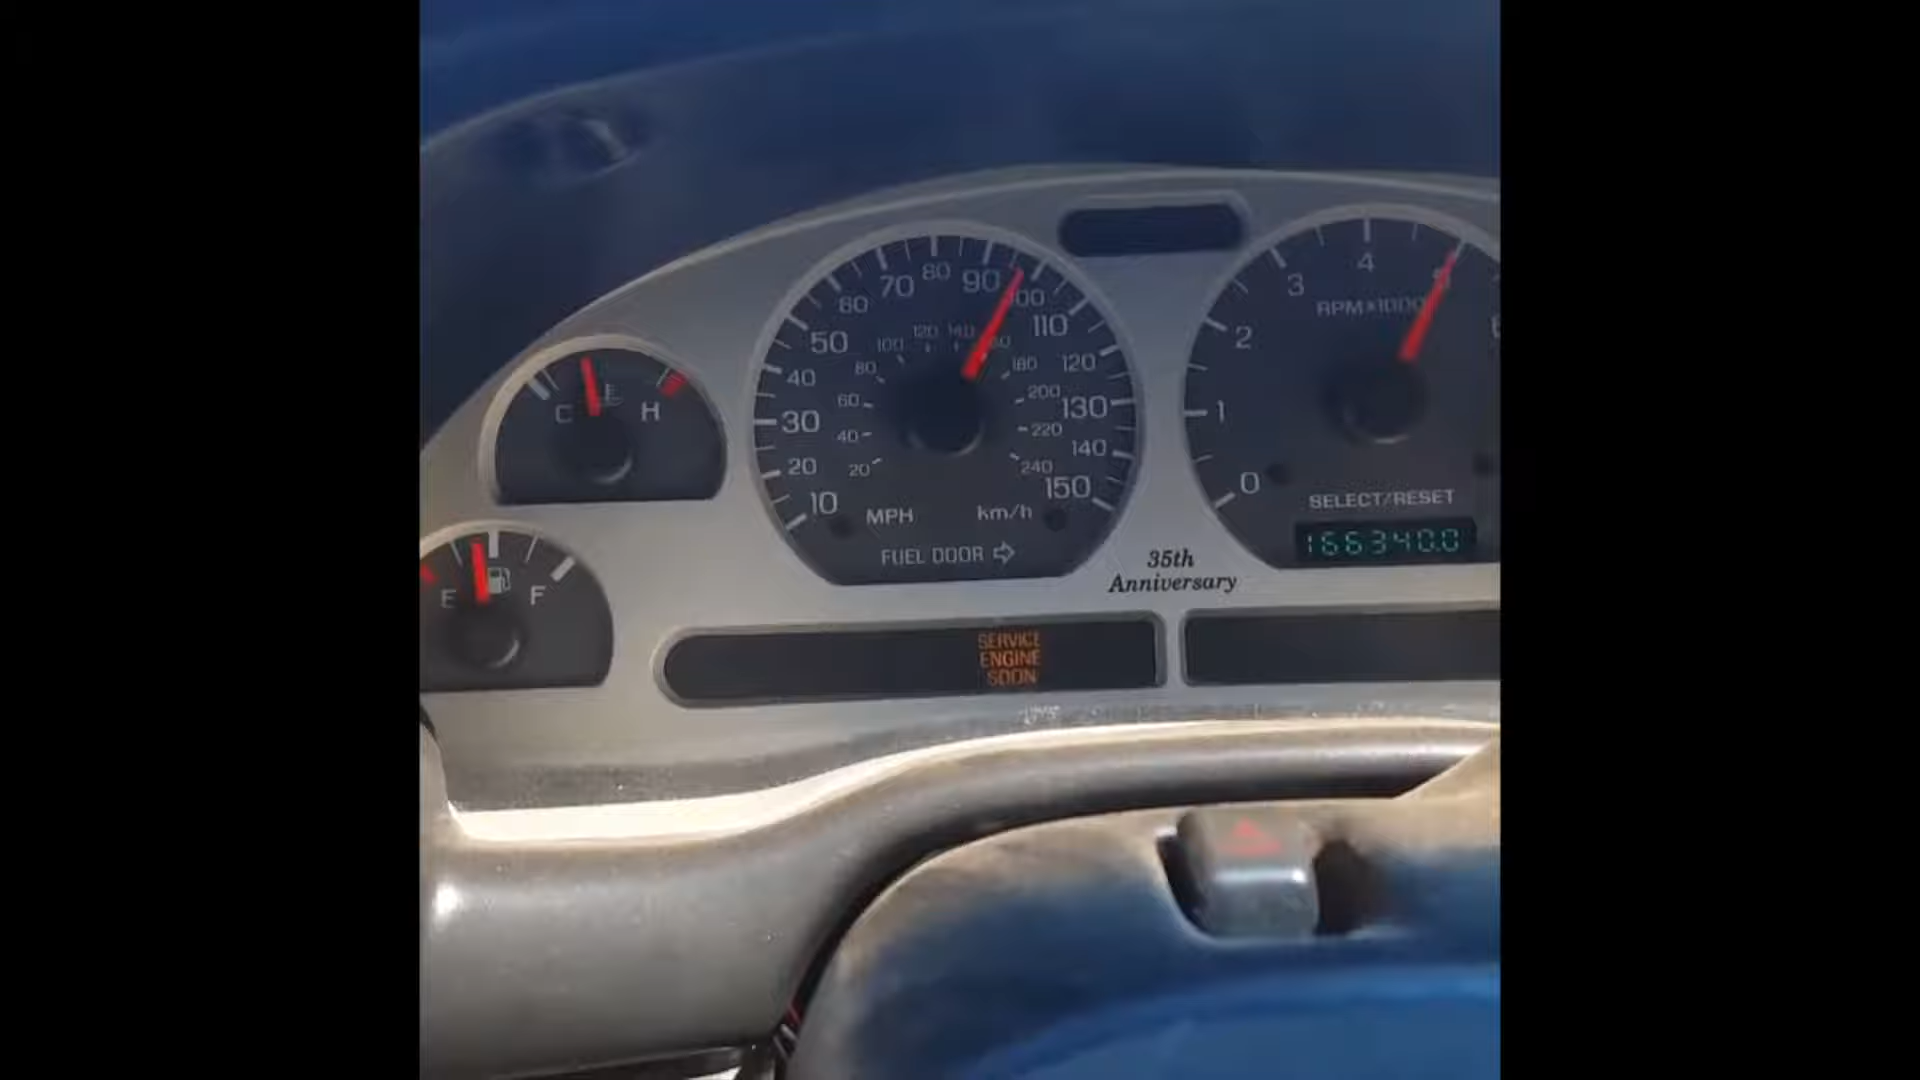 C H
E F
10 20 30 40 50 60 70 80 90 100 110 120 130 140 150
20 40 60 80 100 120 140 180 200 220 240
MPH km/h
FUEL DOOR
35th
Anniversary
0 1 2 3 4
RPMx1000
SELECT/RESET
166340.0
SERVICE
ENGINE
SOON